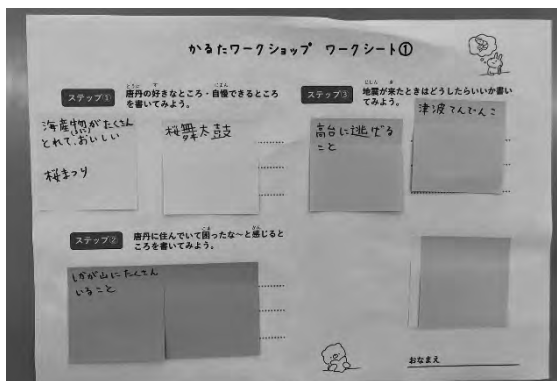 かるたワークショップ ワークシート①
ステップ①
唐丹の好きなところ・自慢できるところ
を書いてみよう。
海産物がたくさん
とれて、おいしい
桜まつり
桜舞太鼓
ステップ②
唐丹に住んでいて困ったな〜と感じると
ころを書いてみよう。
しかが山にたくさん
いること
ステップ③
地震が来たときはどうしたらいいか書い
てみよう。
高台に逃げる
こと
津波てんでんこ
おなまえ